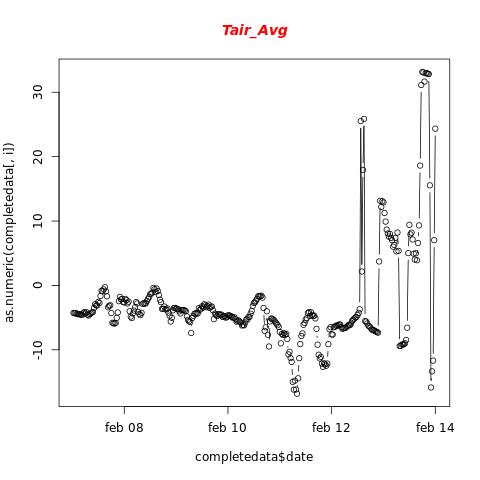 Tair_Avg
as.numeric(completedata[, i])
30
20
10
0
-10
feb 08
feb 10
feb 12
feb 14
completedata$date